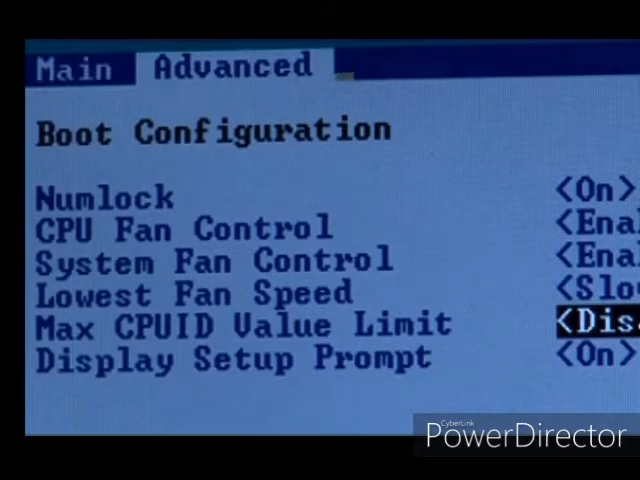 Main Advanced
Boot Configuration
Numlock <On>
CPU Fan Control <Ena
System Fan Control <Ena
Lowest Fan Speed <Slo
Max CPUID Value Limit <Dis
Display Setup Prompt <On>
CyberLink
PowerDirector